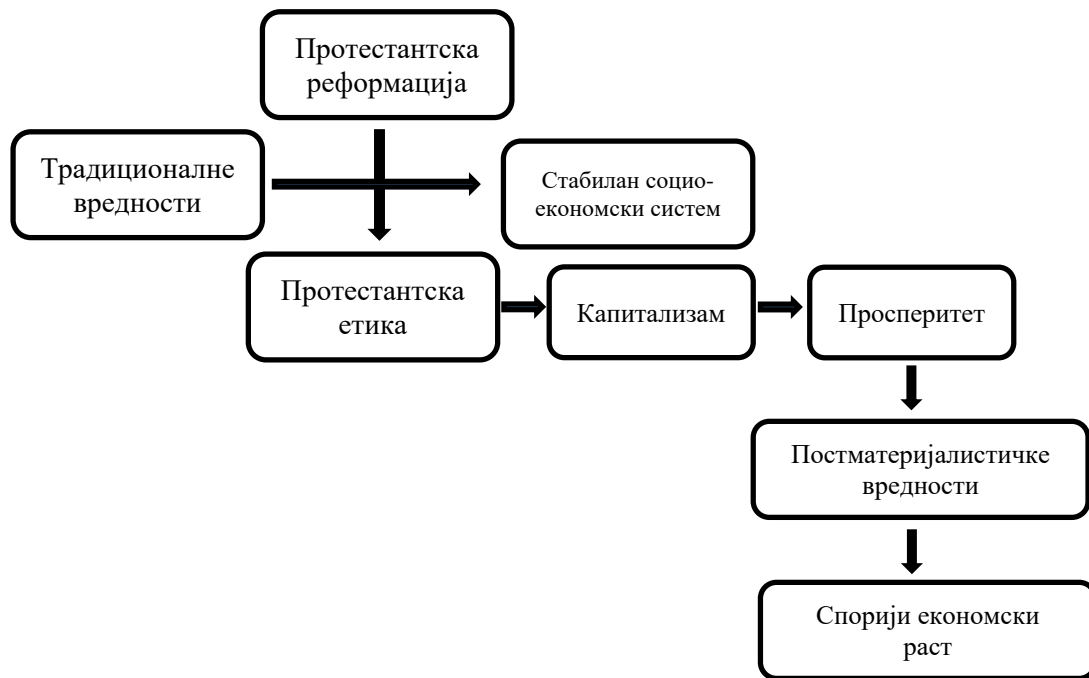 Протестантска
реформација
Традиционалне
вредности
Стабилан социо-
економски систем
Протестантска
етика
Капитализам
Просперитет
Постматеријалистичке
вредности
Спорији економски
раст